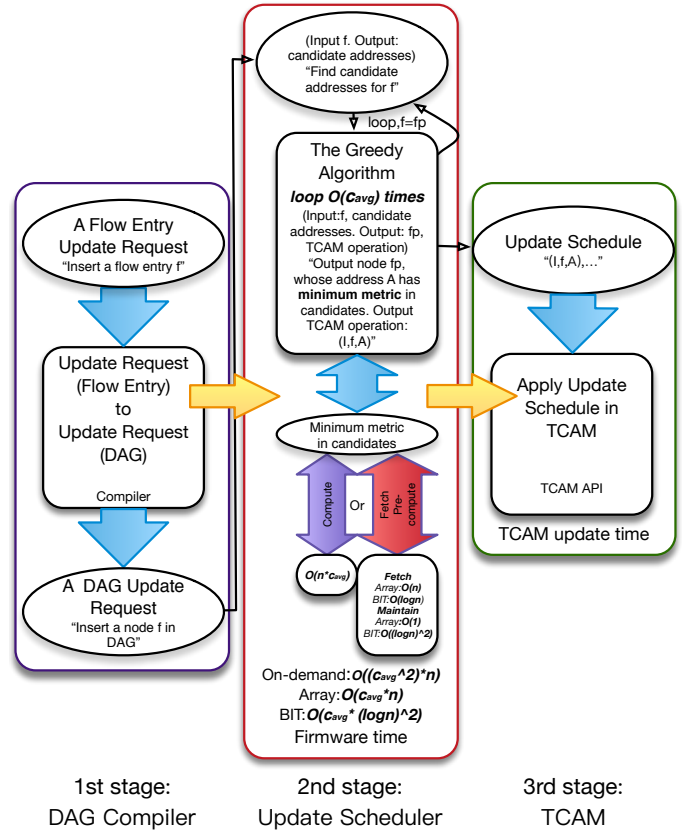 A Flow Entry
Update Request
“Insert a flow entry f”
Update Request
(Flow Entry)
to
Update Request
(DAG)
Compiler
A DAG Update
Request
“Insert a node f in
DAG”
(Input f. Output:
candidate addresses)
“Find candidate
addresses for f”
loop,f=fp
The Greedy
Algorithm
loop O(cavg) times
(Input:f, candidate
addresses. Output: fp,
TCAM operation)
“Output node fp,
whose address A has
minimum metric in
candidates. Output
TCAM operation:
(I,f,A)”
Minimum metric
in candidates
Compute
Or
Fetch
Pre-
compute
O(n*cavg)
Fetch
Array:O(n)
BIT:O(logn)
Maintain
Array:O(1)
BIT:O((logn)^2)
On-demand:O((cavg^2)*n)
Array:O(cavg*n)
BIT:O(cavg* (logn)^2)
Firmware time
Update Schedule
“(I,f,A),...”
Apply Update
Schedule in
TCAM
TCAM API
TCAM update time
1st stage:
DAG Compiler
2nd stage:
Update Scheduler
3rd stage:
TCAM